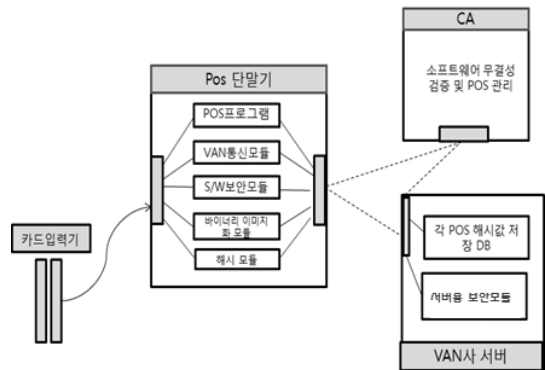 CA
소프트웨어 무결성
검증 및 POS 관리
Pos 단말기
POS프로그램
VAN통신모듈
S/W보안모듈
바이너리 이미지
화 모듈
해시 모듈
카드입력기
각 POS 해시값 저
장 DB
서버용 보안모듈
VAN사 서버